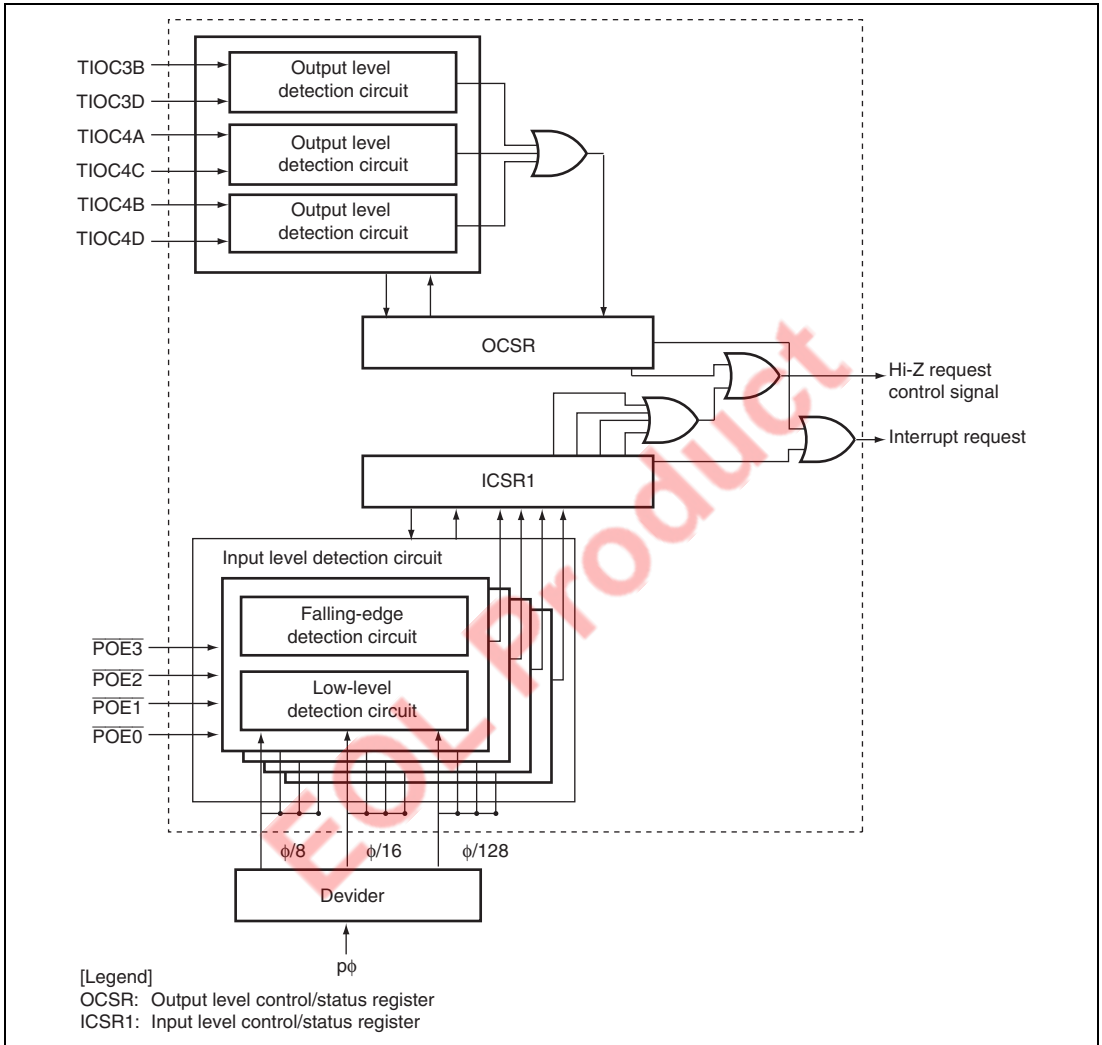 TIOC3B
TIOC3D
TIOC4A
TIOC4C
TIOC4B
TIOC4D
Output level
detection circuit
Output level
detection circuit
Output level
detection circuit
OCSR
Hi-Z request
control signal
Interrupt request
ICSR1
Input level detection circuit
Falling-edge
detection circuit
Low-level
detection circuit
POE3
POE2
POE1
POE0
ϕ/8
ϕ/16
ϕ/128
Devider
pϕ
[Legend]
OCSR: Output level control/status register
ICSR1: Input level control/status register
EOL Product